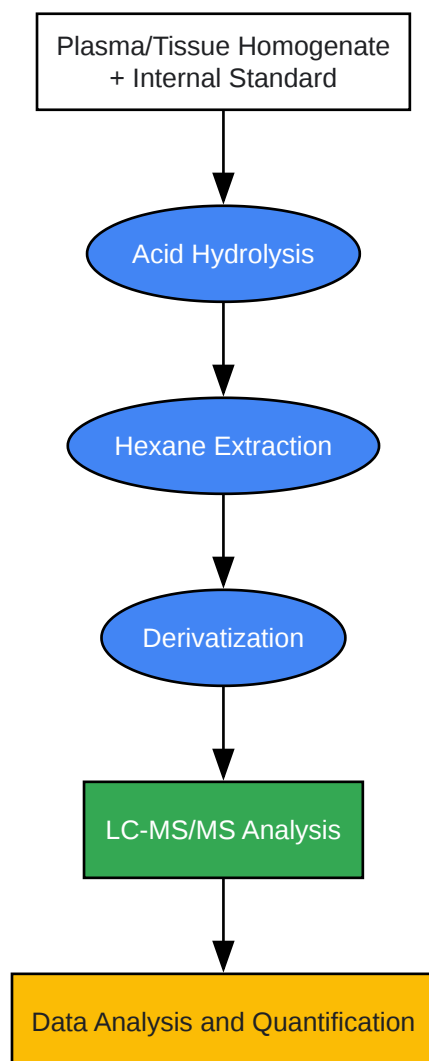 Plasma/Tissue Homogenate
+ Internal Standard
Acid Hydrolysis
Hexane Extraction
Derivatization
LC-MS/MS Analysis
Data Analysis and Quantification